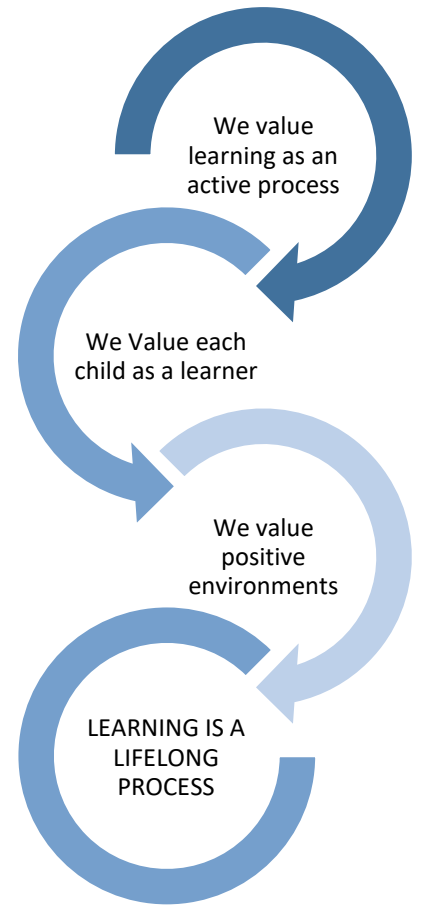 We value
learning as an
active process
We Value each
child as a learner
We value
positive
environments
LEARNING IS A
LIFELONG
PROCESS